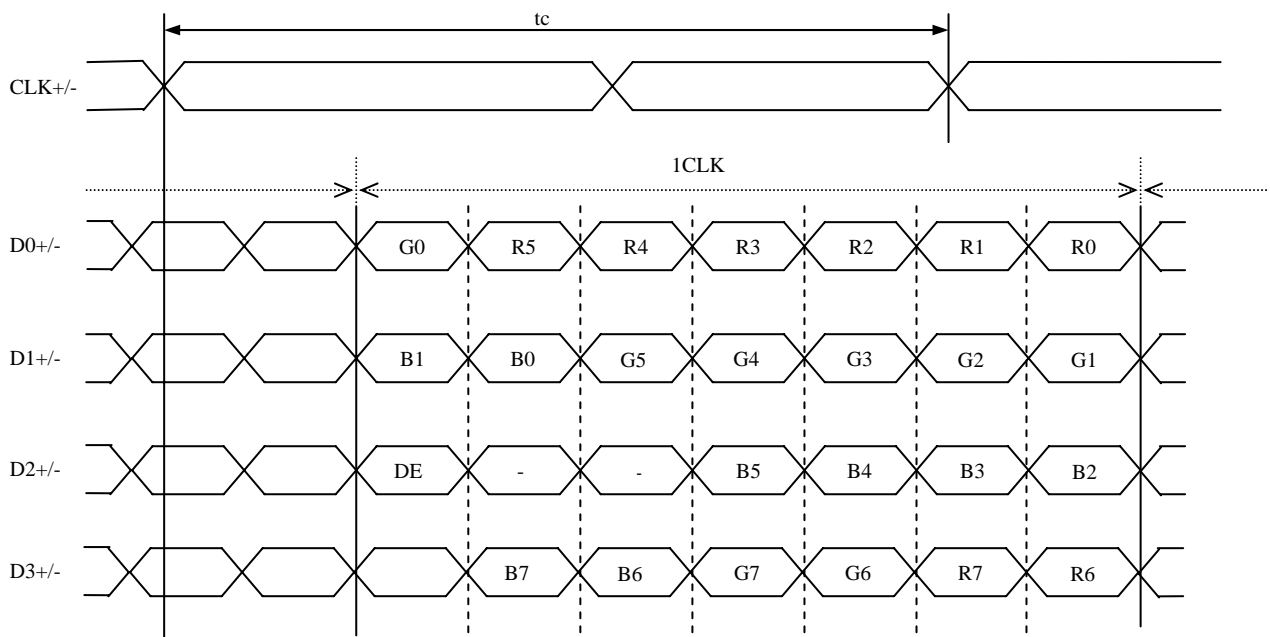 tc
CLK+/-
1CLK
D0+/- G0 R5 R4 R3 R2 R1 R0
D1+/- B1 B0 G5 G4 G3 G2 G1
D2+/- DE - - B5 B4 B3 B2
D3+/- B7 B6 G7 G6 R7 R6